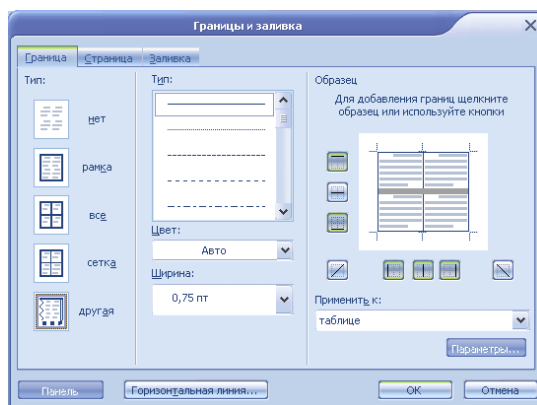 Границы и заливка
Граница
Страница
Заливка
Тип:
нет
рамка
все
сетка
другая
Тип:
Цвет:
Авто
Ширина:
0,75 пт
Образец
Для добавления границ щелкните
образец или используйте кнопки
Применить к:
таблице
Параметры...
Панель
Горизонтальная линия...
ОК
Отмена